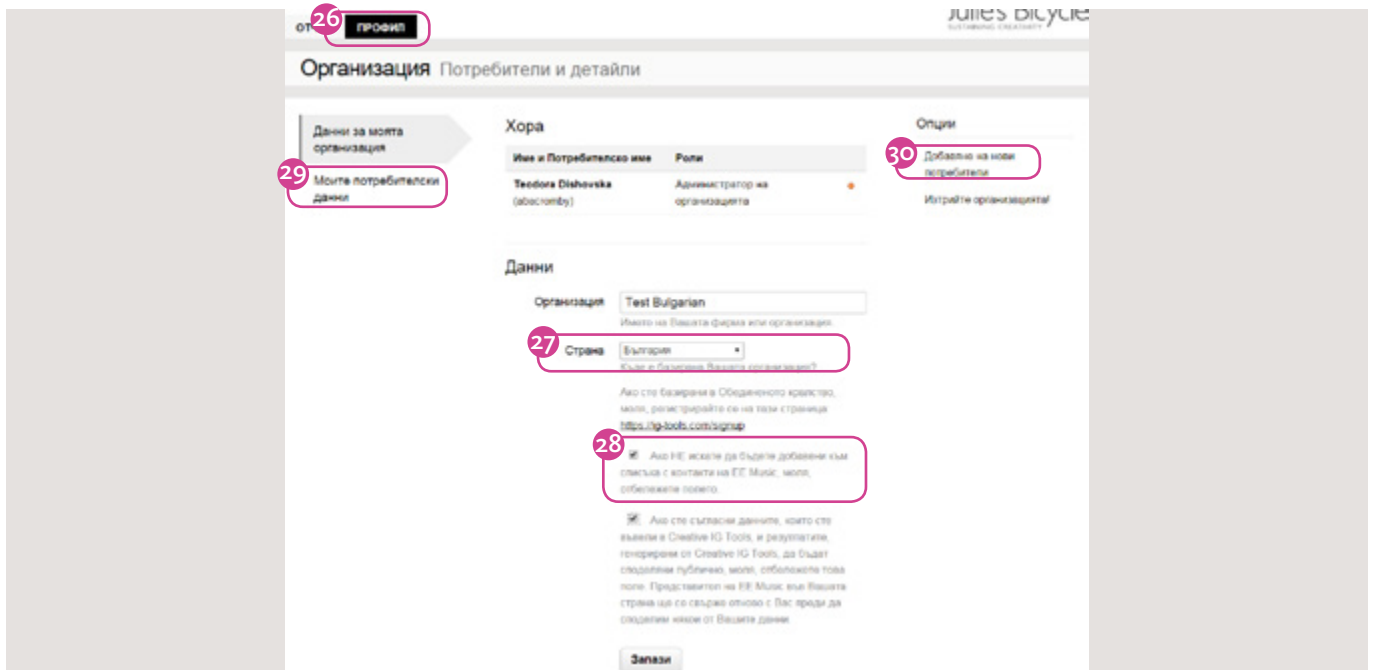 26
от
ПРОФИЛ
Julie's Bicycle
SUSTAINING CREATIVITY
Организация Потребители и детайли
Данни за моята
организация
29
Моите потребителски
данни
Хора
Име и Потребителско име Роли
Teodora Dishovska Администратор на
(abacromby) организацията
Опции
30
Добавяне на нови
потребители
Изтрийте организацията!
Данни
Организация Test Bulgarian
Името на Вашата фирма или организация.
27
Страна България
Къде е базирана Вашата организация?
Ако сте базирани в Обединеното кралство,
моля, регистрирайте се на тази страница
https://ig-tools.com/signup
28
Ако НЕ искате да бъдете добавени към
списъка с контакти на EE Music, моля,
отбележете полето.
Ако сте съгласни данните, които сте
въвели в Creative IG Tools, и резултатите,
генерирани от Creative IG Tools, да бъдат
споделяни публично, моля, отбележете това
поле. Представител на EE Music във Вашата
страна ще се свърже отново с Вас преди да
споделим някои от Вашите данни.
Запази